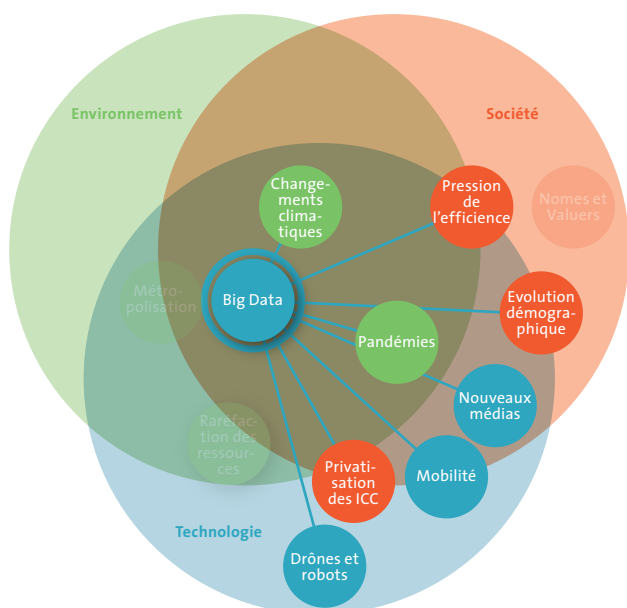 Environnement
Société
Change-
ments
clima-
tiques
Pression
de
l'efficience
Nomes et
Valuers
Métro-
polisation
Big Data
Evolution
démogra-
phique
Pandémies
Nouveaux
médias
Raréfac-
tion des
ressour-
ces
Privati-
sation
des ICC
Mobilité
Technologie
Drônes et
robots